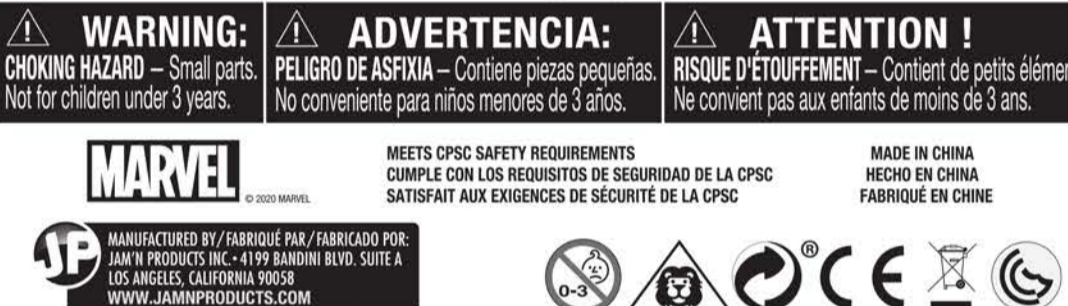 WARNING:
CHOKING HAZARD — Small parts.
Not for children under 3 years.
ADVERTENCIA:
PELIGRO DE ASFIXIA — Contiene piezas pequeñas.
No conveniente para niños menores de 3 años.
ATTENTION !
RISQUE D'ÉTOUFFEMENT — Contient de petits élémen
Ne convient pas aux enfants de moins de 3 ans.
MARVEL
© 2020 MARVEL
MEETS CPSC SAFETY REQUIREMENTS
CUMPLE CON LOS REQUISITOS DE SEGURIDAD DE LA CPSC
SATISFAIT AUX EXIGENCES DE SÉCURITÉ DE LA CPSC
MADE IN CHINA
HECHO EN CHINA
FABRIQUÉ EN CHINE
JP
MANUFACTURED BY/FABRIQUÉ PAR/FABRICADO POR:
JAM'N PRODUCTS INC.•4199 BANDINI BLVD. SUITE A
LOS ANGELES, CALIFORNIA 90058
WWW.JAMNPRODUCTS.COM
0-3
®
CE